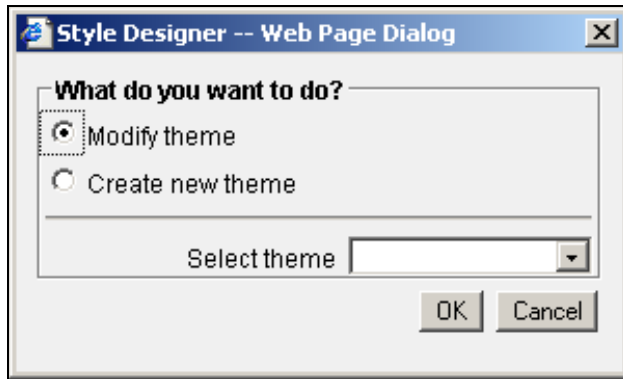 Style Designer -- Web Page Dialog
What do you want to do?
Modify theme
Create new theme
Select theme
OK Cancel